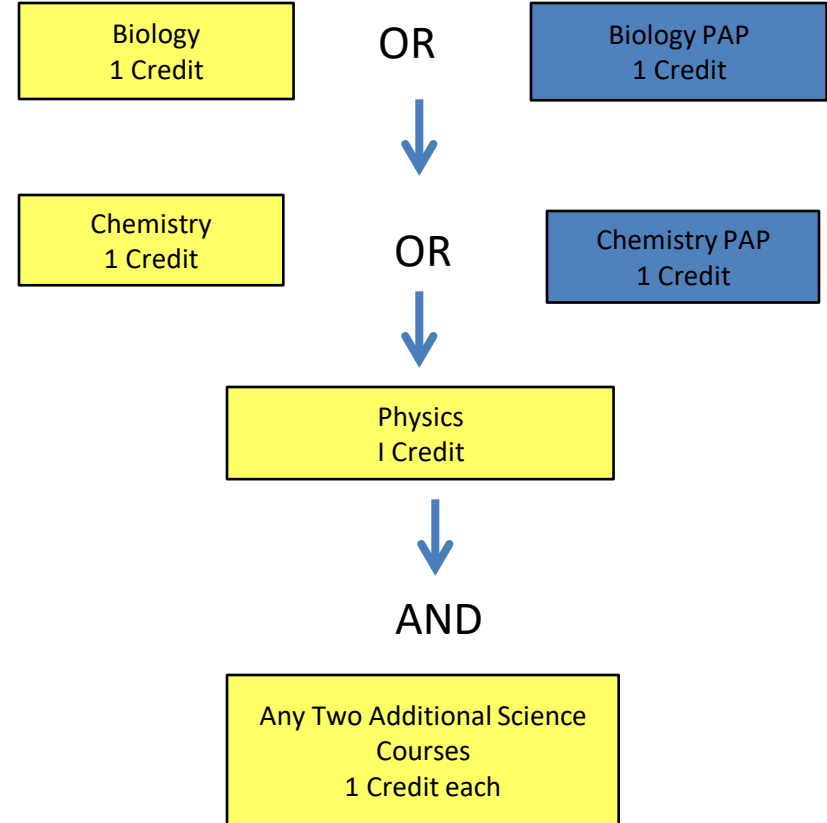 Biology
1 Credit
OR
Biology PAP
1 Credit
Chemistry
1 Credit
OR
Chemistry PAP
1 Credit
Physics
I Credit
AND
Any Two Additional Science
Courses
1 Credit each